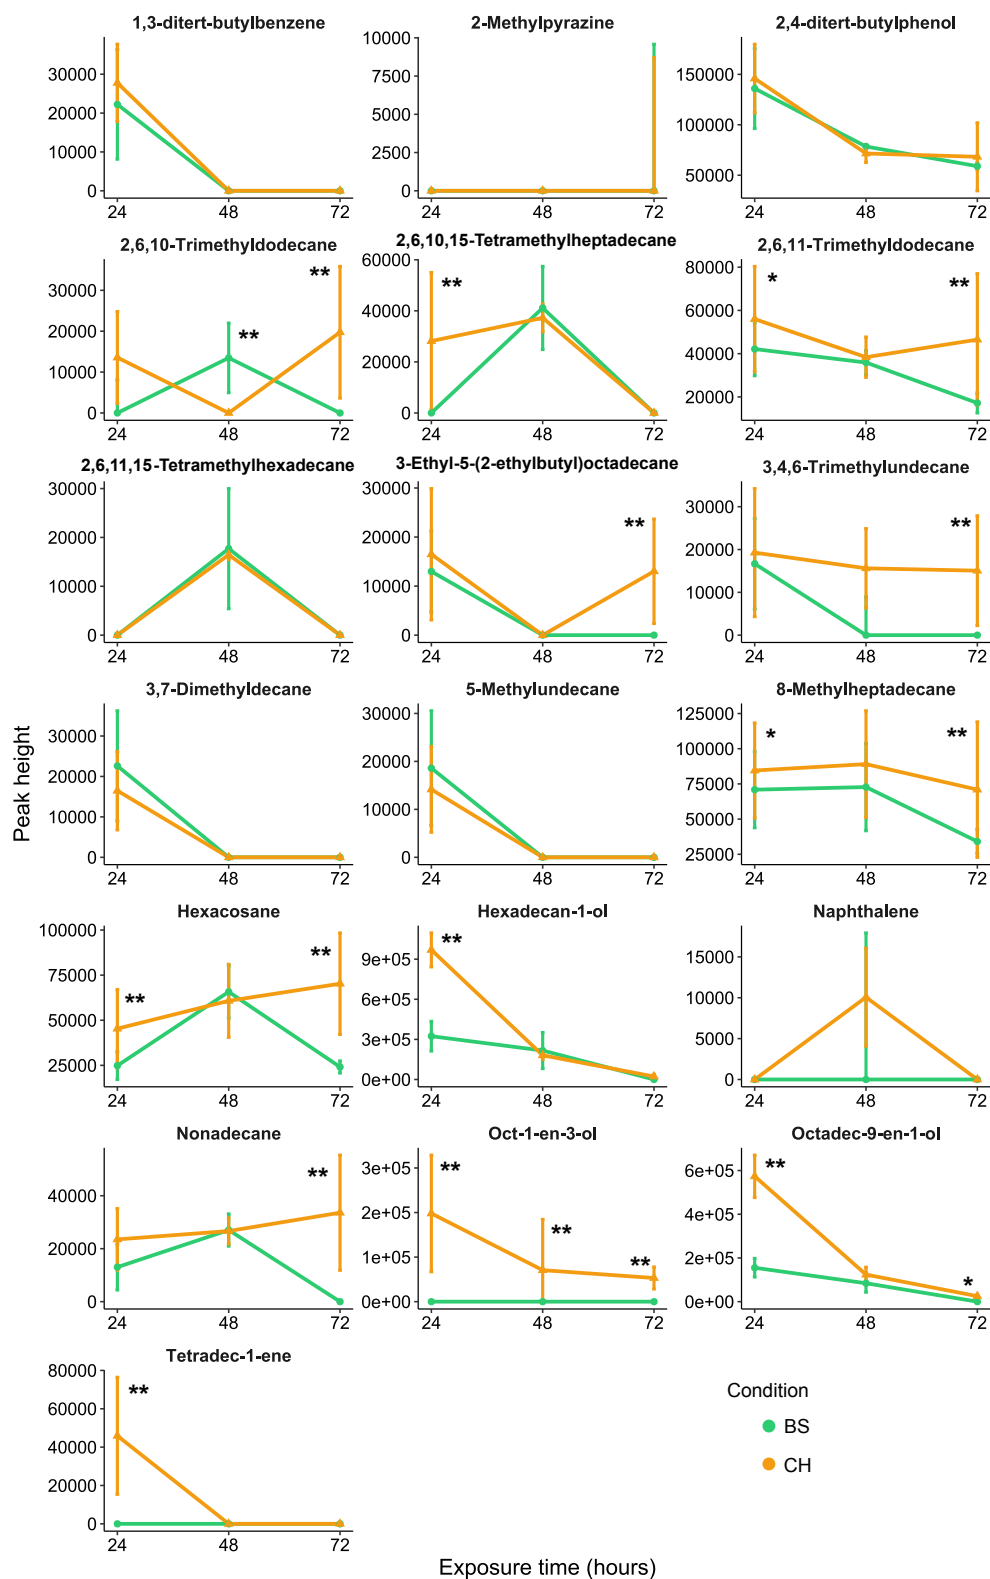 1,3-ditert-butylbenzene
30000
20000
10000
0
24 48 72
2-Methylpyrazine
10000
7500
5000
2500
0
24 48 72
2,4-ditert-butylphenol
150000
100000
50000
24 48 72
2,6,10-Trimethyldodecane
30000
20000
10000
0
**
**
24 48 72
2,6,10,15-Tetramethylheptadecane
60000
40000
20000
0
**
24 48 72
2,6,11-Trimethyldodecane
80000
60000
40000
20000
*
**
24 48 72
2,6,11,15-Tetramethylhexadecane
30000
20000
10000
0
24 48 72
3-Ethyl-5-(2-ethylbutyl)octadecane
30000
20000
10000
0
**
24 48 72
3,4,6-Trimethylundecane
30000
20000
10000
0
**
24 48 72
Peak height
3,7-Dimethyldecane
30000
20000
10000
0
24 48 72
5-Methylundecane
30000
20000
10000
0
24 48 72
8-Methylheptadecane
125000
100000
75000
50000
25000
*
**
24 48 72
Hexacosane
100000
75000
50000
25000
**
**
24 48 72
Hexadecan-1-ol
9e+05
6e+05
3e+05
0e+00
**
24 48 72
Naphthalene
15000
10000
5000
0
24 48 72
Nonadecane
40000
20000
0
**
24 48 72
Oct-1-en-3-ol
3e+05
2e+05
1e+05
0e+00
**
**
**
24 48 72
Octadec-9-en-1-ol
6e+05
4e+05
2e+05
0e+00
**
*
24 48 72
Tetradec-1-ene
80000
60000
40000
20000
0
**
24 48 72
Condition
BS
CH
Exposure time (hours)